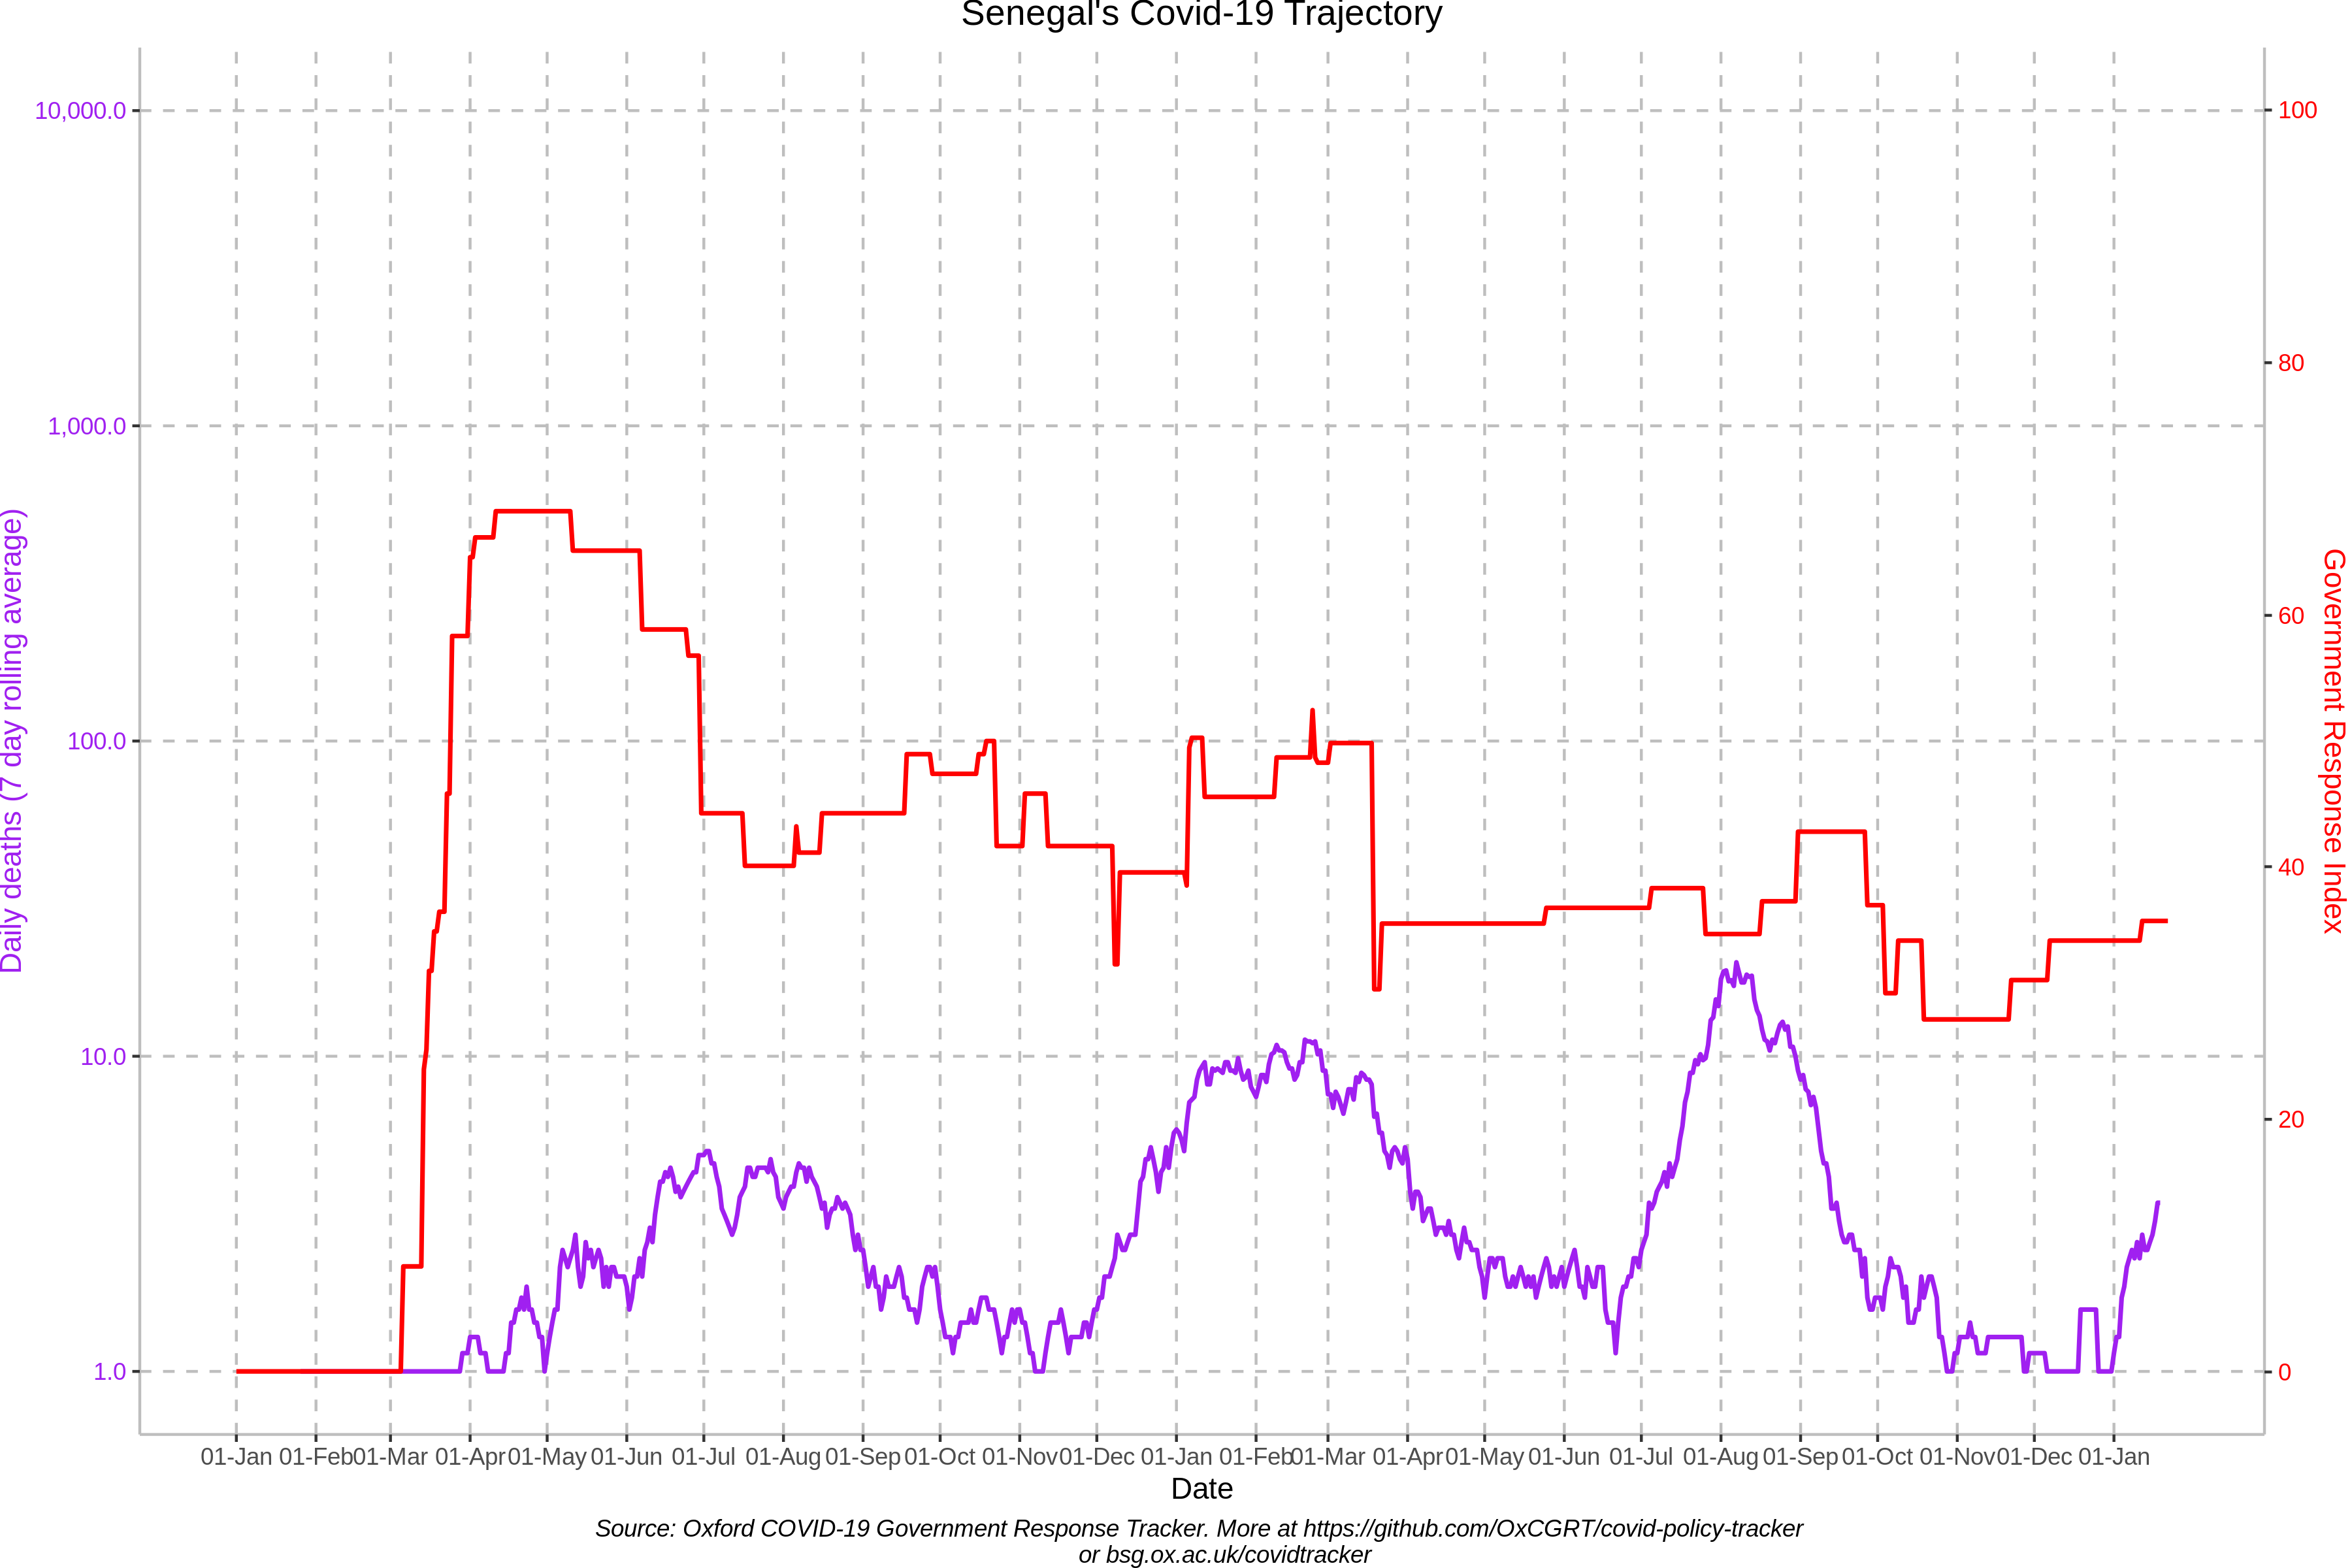 Senegal's Covid-19 Trajectory
10,000.0
1,000.0
100.0
10.0
1.0
Daily deaths (7 day rolling average)
100
80
60
40
20
0
Government Response Index
01-Jan 01-Feb 01-Mar 01-Apr 01-May 01-Jun 01-Jul 01-Aug 01-Sep 01-Oct 01-Nov 01-Dec 01-Jan 01-Feb 01-Mar 01-Apr 01-May 01-Jun 01-Jul 01-Aug 01-Sep 01-Oct 01-Nov 01-Dec 01-Jan
Date
Source: Oxford COVID-19 Government Response Tracker. More at https://github.com/OxCGRT/covid-policy-tracker
or bsg.ox.ac.uk/covidtracker